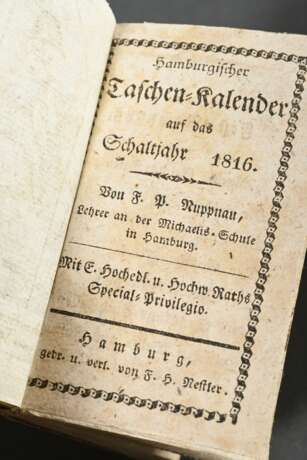 Hamburgischer
Taschen-Kalender
auf das
Schaltjahr 1816.
Von F. P. Nuppnau,
Lehrer an der Michaelis-Schule
in Hamburg.
Mit E. Hochedl. u. Hochw. Raths
Special-Privilegio.
Hamburg,
gedr. u. verl. von F. H. Nestler.